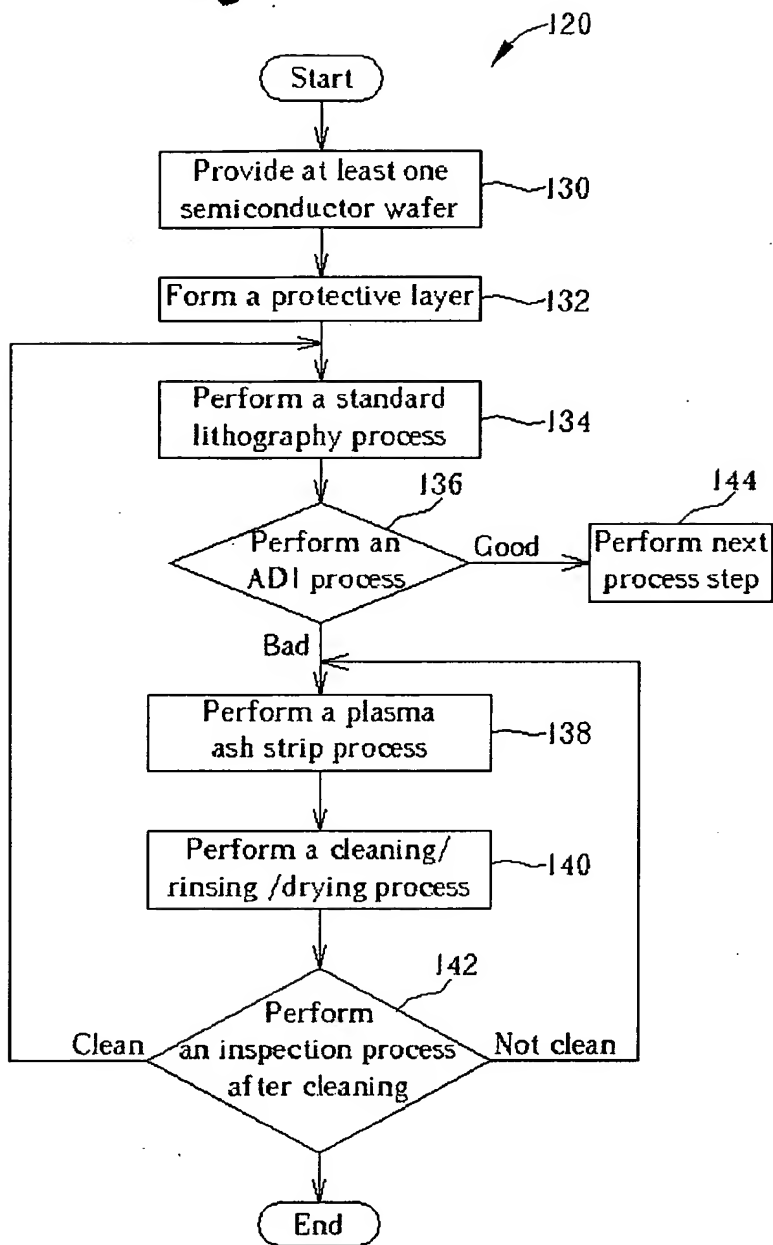 120
Start
Provide at least one
semiconductor wafer
130
Form a protective layer
132
Perform a standard
lithography process
134
136
Perform an
ADI process
Good
144
Perform next
process step
Bad
Perform a plasma
ash strip process
138
Perform a cleaning/
rinsing /drying process
140
142
Perform
an inspection process
after cleaning
Clean
Not clean
End